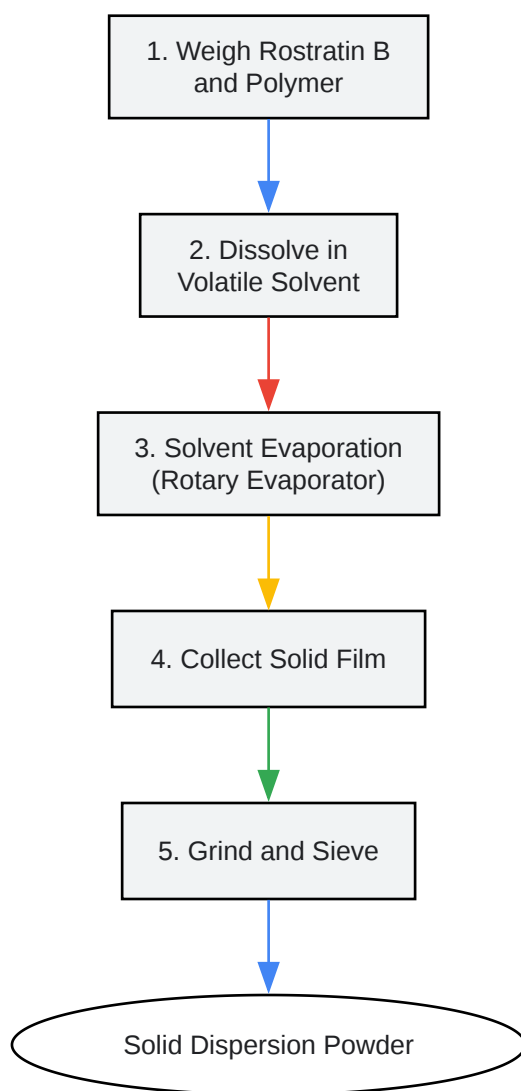 1. Weigh Rostratin B
and Polymer
2. Dissolve in
Volatile Solvent
3. Solvent Evaporation
(Rotary Evaporator)
4. Collect Solid Film
5. Grind and Sieve
Solid Dispersion Powder